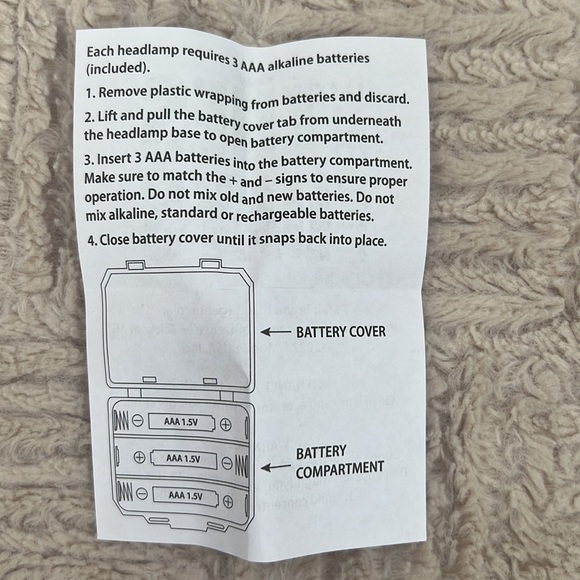 Each headlamp requires 3 AAA alkaline batteries
(included).
1. Remove plastic wrapping from batteries and discard.
2. Lift and pull the battery cover tab from underneath
the headlamp base to open battery compartment.
3. Insert 3 AAA batteries into the battery compartment.
Make sure to match the + and – signs to ensure proper
operation. Do not mix old and new batteries. Do not
mix alkaline, standard or rechargeable batteries.
4. Close battery cover until it snaps back into place.
BATTERY COVER
– AAA 1.5V +
+ AAA 1.5V –
– AAA 1.5V +
BATTERY
COMPARTMENT